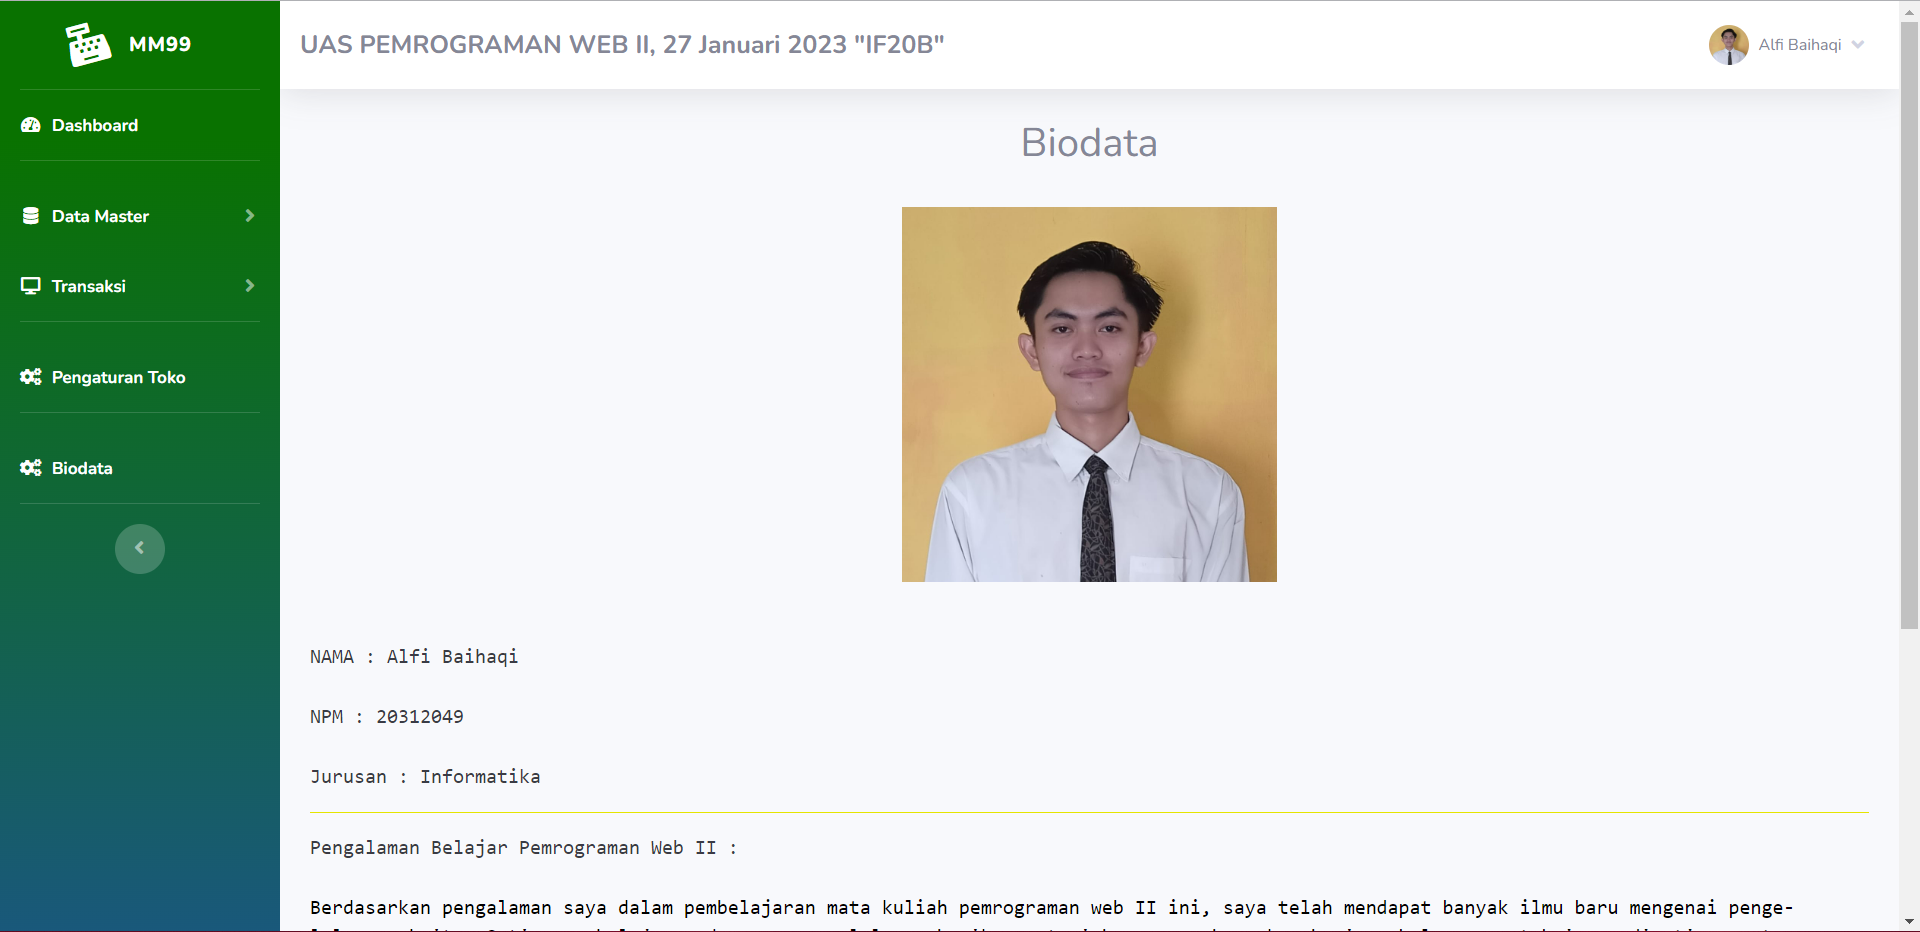 MM99
UAS PEMROGRAMAN WEB II, 27 Januari 2023 "IF20B"
Alfi Baihaqi
Dashboard
Data Master
Transaksi
Pengaturan Toko
Biodata
Biodata
NAMA : Alfi Baihaqi
NPM : 20312049
Jurusan : Informatika
Pengalaman Belajar Pemrograman Web II :
Berdasarkan pengalaman saya dalam pembelajaran mata kuliah pemrograman web II ini, saya telah mendapat banyak ilmu baru mengenai penge-